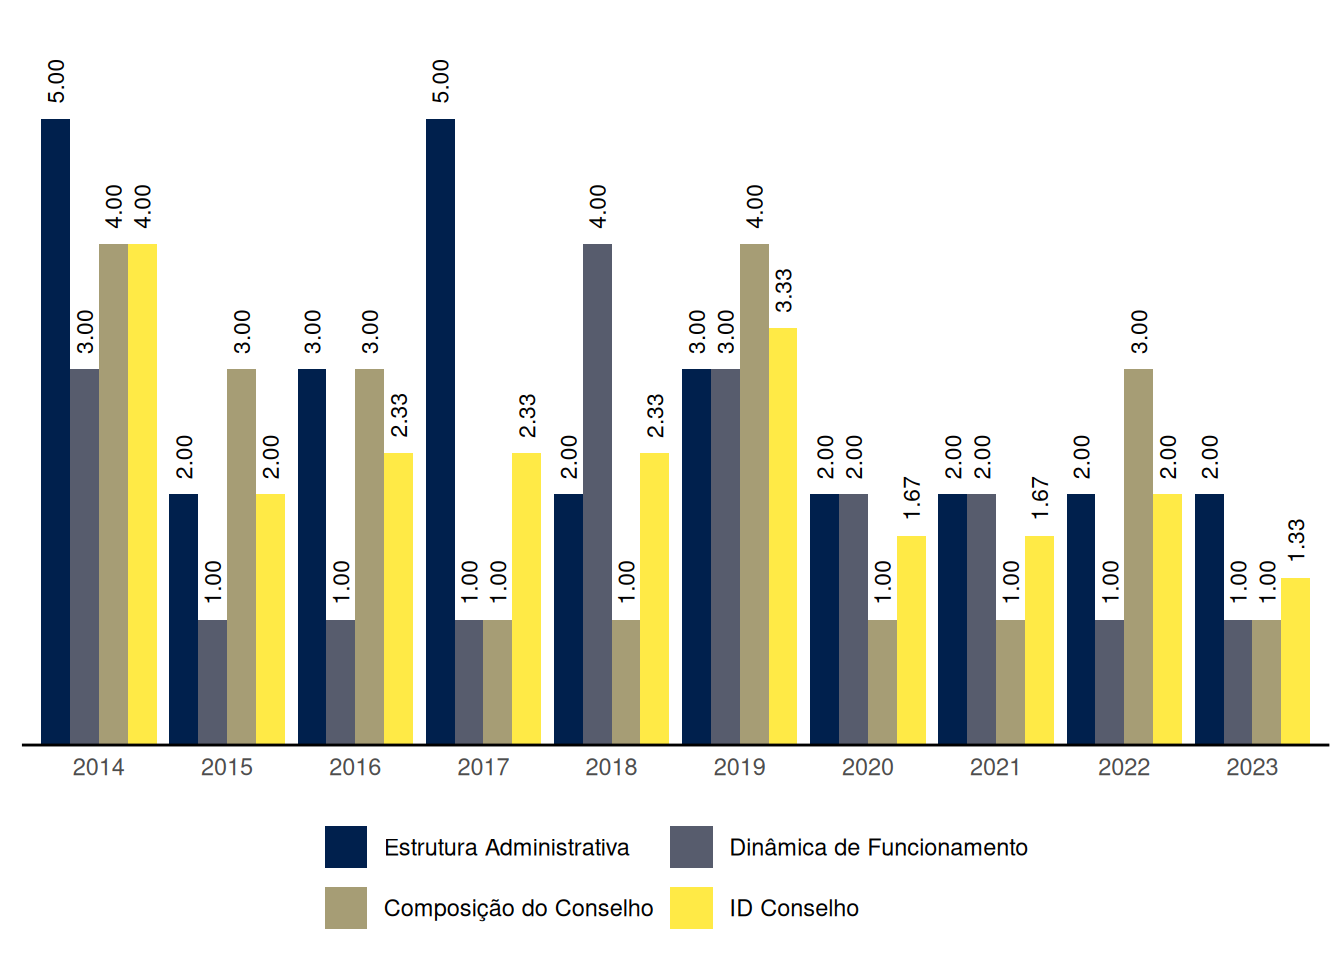 5.00 3.00 4.00 4.00
2.00 1.00 3.00 2.00
3.00 1.00 3.00 2.33
5.00 1.00 1.00 2.33
2.00 4.00 1.00 2.33
3.00 3.00 4.00 3.33
2.00 2.00 1.00 1.67
2.00 2.00 1.00 1.67
2.00 1.00 3.00 2.00
2.00 1.00 1.00 1.33
2014 2015 2016 2017 2018 2019 2020 2021 2022 2023
Estrutura Administrativa Dinâmica de Funcionamento
Composição do Conselho ID Conselho